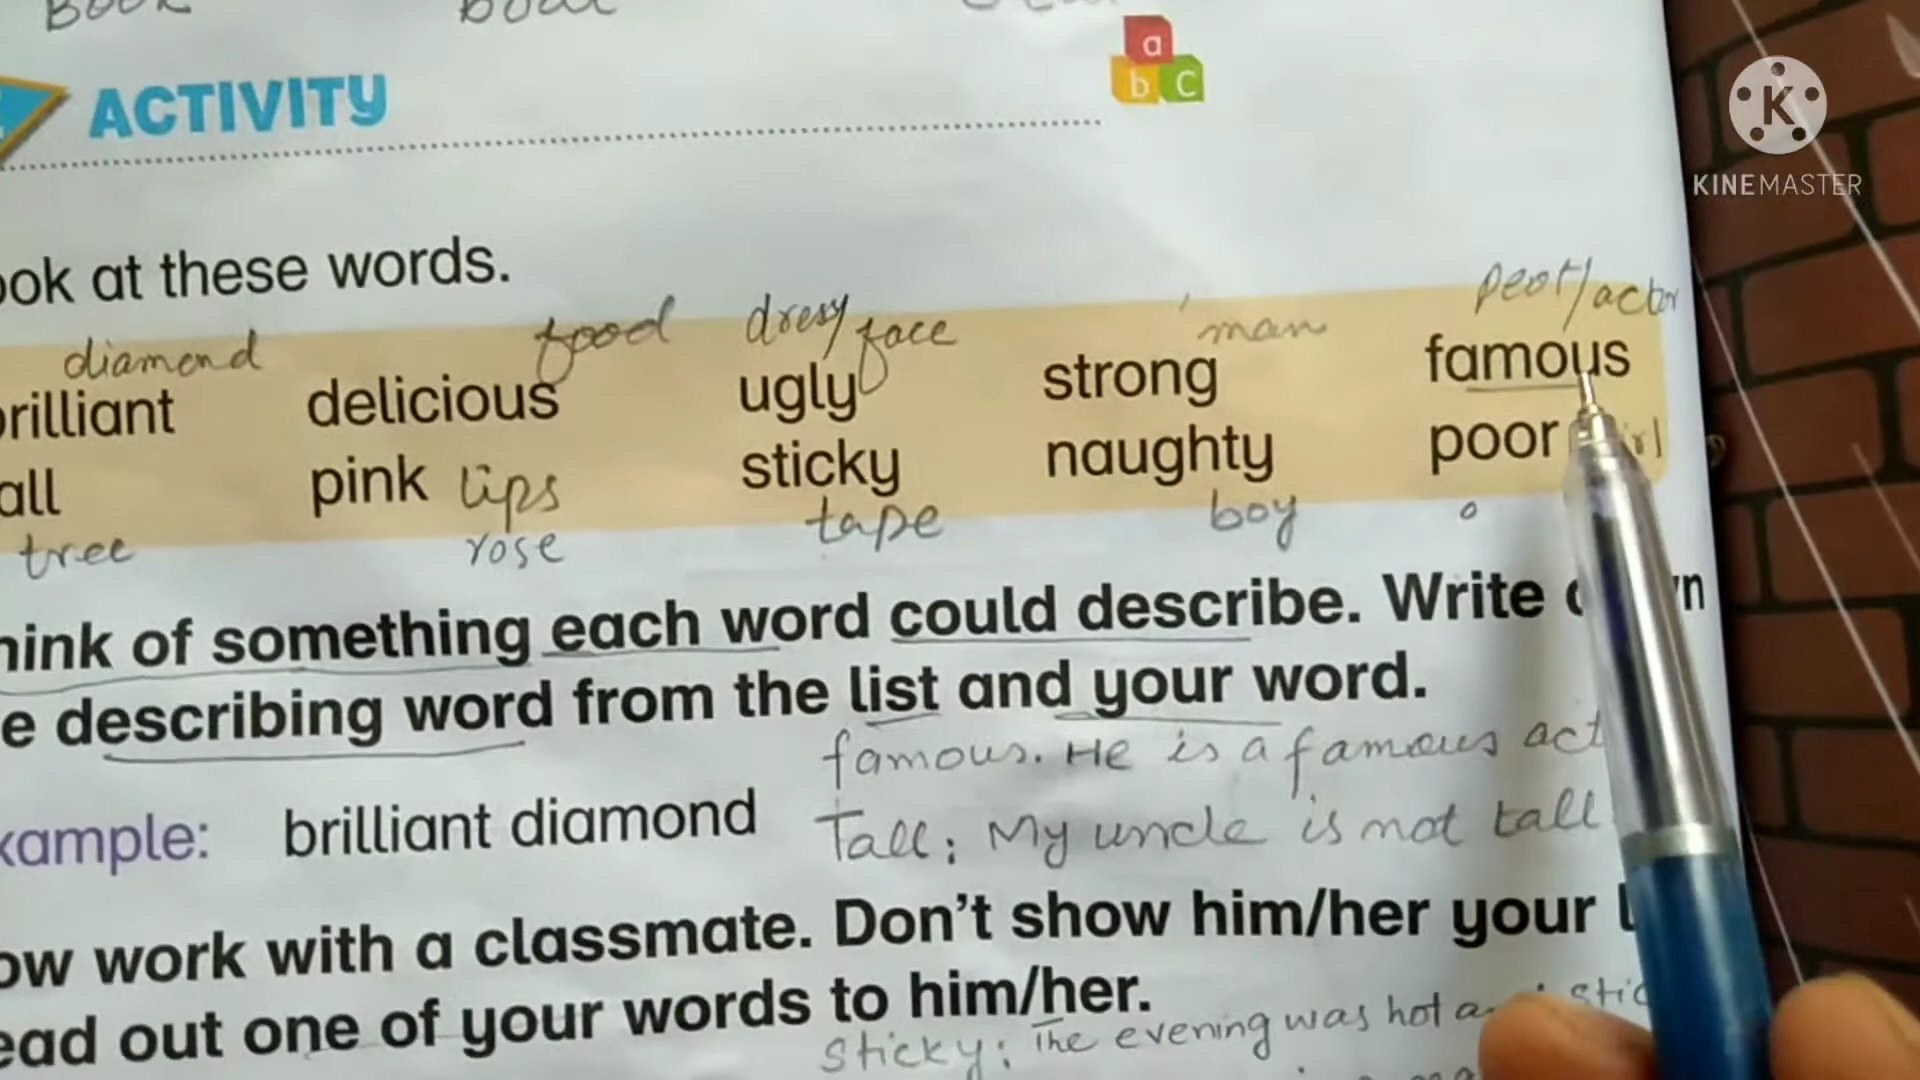 Book
a
b C
ACTIVITY
K
KINEMASTER
ook at these words.
diamond food dress/face man peot/actor
brilliant delicious ugly strong famous
all pink lips sticky naughty poor
tree rose tape boy
hink of something each word could describe. Write
e describing word from the list and your word.
famous. He is a famous act
xample: brilliant diamond
Tall: My uncle is not tall
ow work with a classmate. Don't show him/her your
ead out one of your words to him/her.
Sticky: The evening was hot